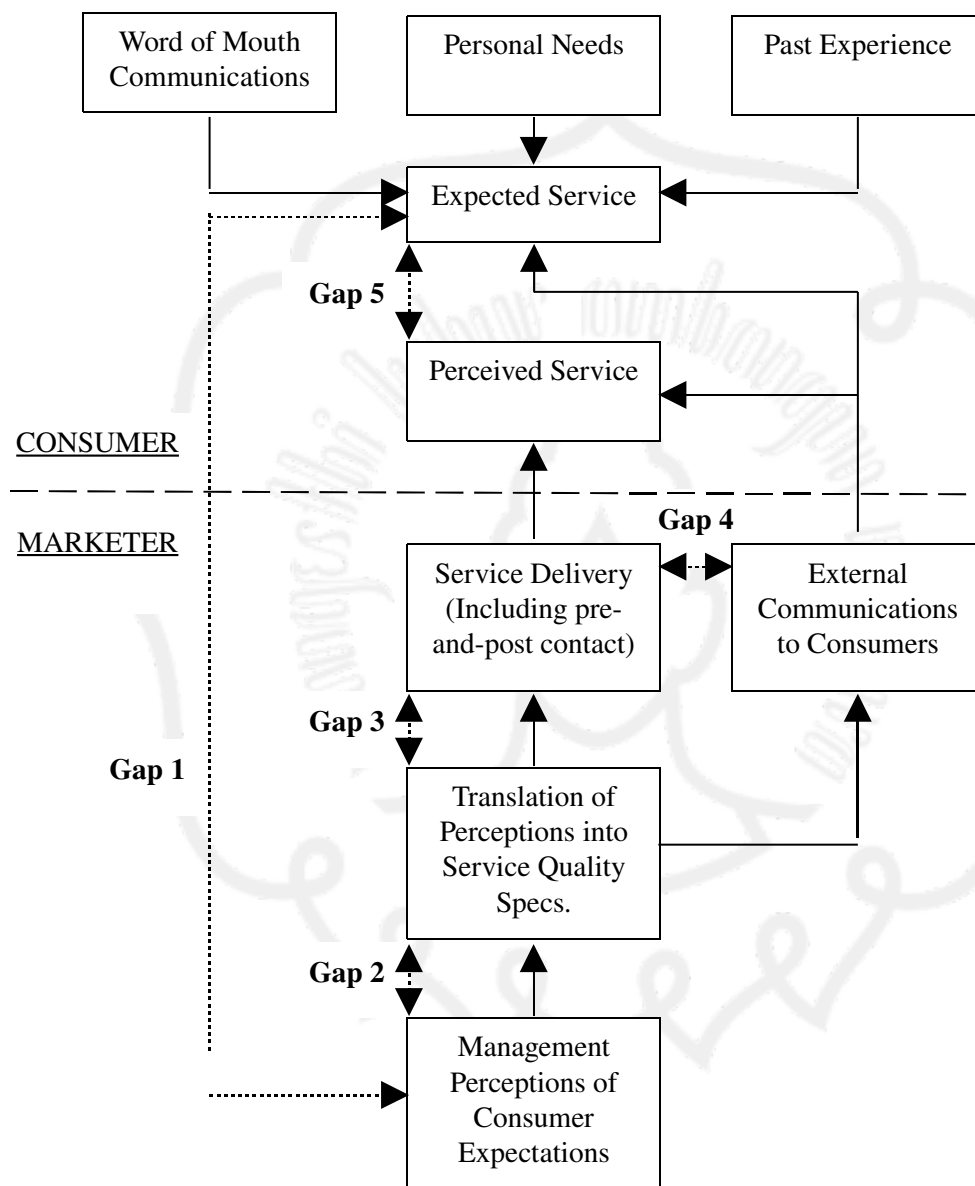 Word of Mouth
Communications
Personal Needs
Past Experience
Expected Service
Gap 5
Perceived Service
CONSUMER
MARKETER
Gap 4
Service Delivery
(Including pre-
and-post contact)
External
Communications
to Consumers
Gap 3
Gap 1
Translation of
Perceptions into
Service Quality
Specs.
Gap 2
Management
Perceptions of
Consumer
Expectations